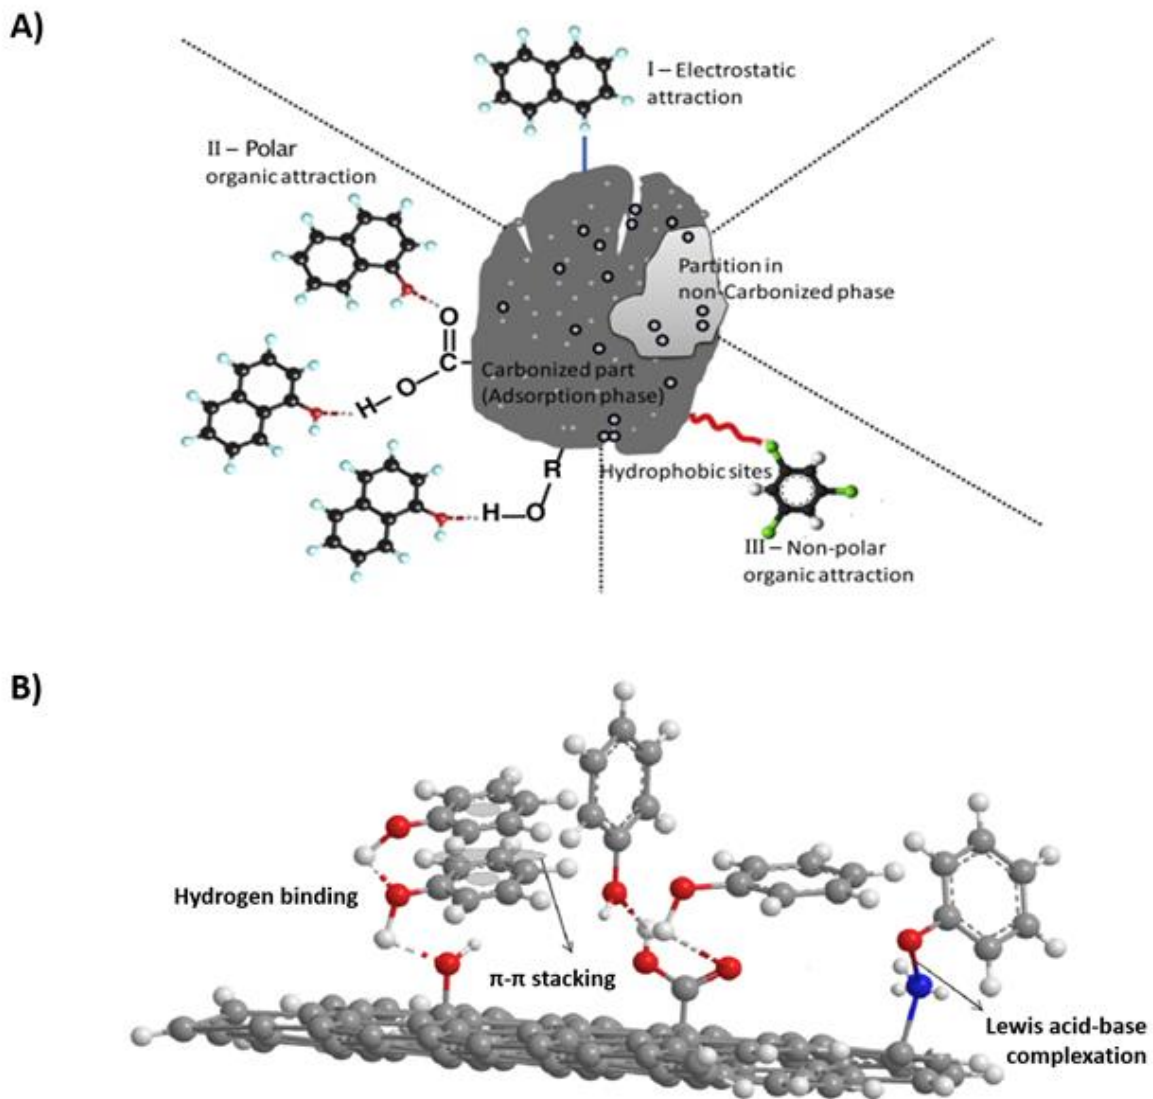 A)
I – Electrostatic
attraction
II – Polar
organic attraction
Partition in
non-Carbonized phase
O
C
O
H
Carbonized part
(Adsorption phase)
R
H
O
Hydrophobic sites
III – Non-polar
organic attraction
B)
Hydrogen binding
π-π stacking
Lewis acid-base
complexation